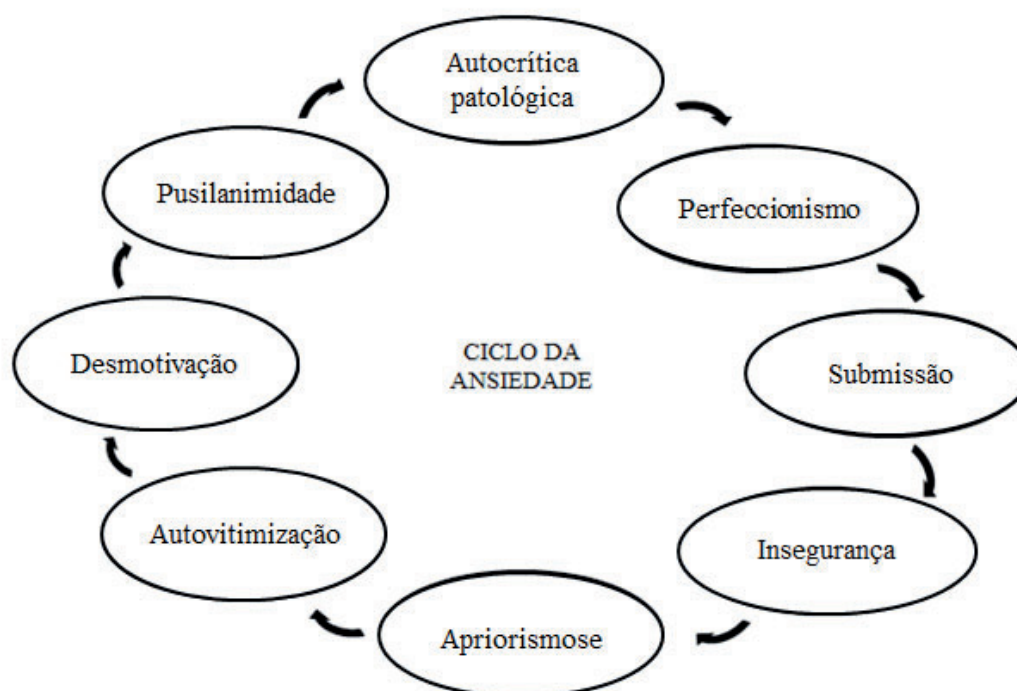 Autocrítica
patológica
Perfeccionismo
Submissão
Insegurança
Apriorismose
Autovitimização
Desmotivação
Pusilanimidade
CICLO DA
ANSIEDADE